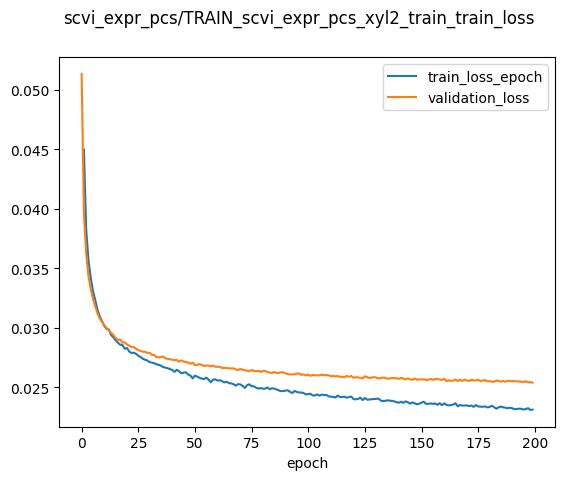 scvi_expr_pcs/TRAIN_scvi_expr_pcs_xyl2_train_train_loss
train_loss_epoch
validation_loss
0.050
0.045
0.040
0.035
0.030
0.025
0 25 50 75 100 125 150 175 200
epoch